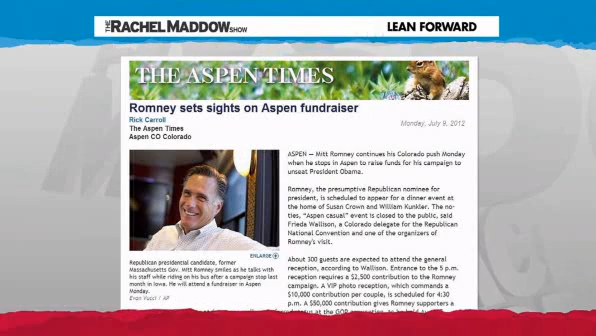 THE RACHEL MADDOW SHOW
LEAN FORWARD
THE ASPEN TIMES
Romney sets sights on Aspen fundraiser
Rick Carroll
The Aspen Times
Aspen CO Colorado
Monday, July 9, 2012
ENLARGE
Republican presidential candidate, former
Massachusetts Gov. Mitt Romney smiles as he talks with
his staff while riding on his bus after a campaign stop last
month in Iowa. He will attend a fundraiser in Aspen
Monday.
Evan Vucci / AP
ASPEN — Mitt Romney continues his Colorado push Monday
when he stops in Aspen to raise funds for his campaign to
unseat President Obama.
Romney, the presumptive Republican nominee for
president, is scheduled to appear for a dinner event at
the home of Susan Crown and William Kunkler. The no-
ties, “Aspen casual” event is closed to the public, said
Frieda Wallison, a Colorado delegate for the Republican
National Convention and one of the organizers of
Romney's visit.
About 300 guests are expected to attend the general
reception, according to Wallison. Entrance to the 5 p.m.
reception requires a $2,500 contribution to the Romney
campaign. A VIP photo reception, which commands a
$10,000 contribution per couple, is scheduled for 4:30
p.m. A $50,000 contribution gives Romney supporters a
status at the GOP